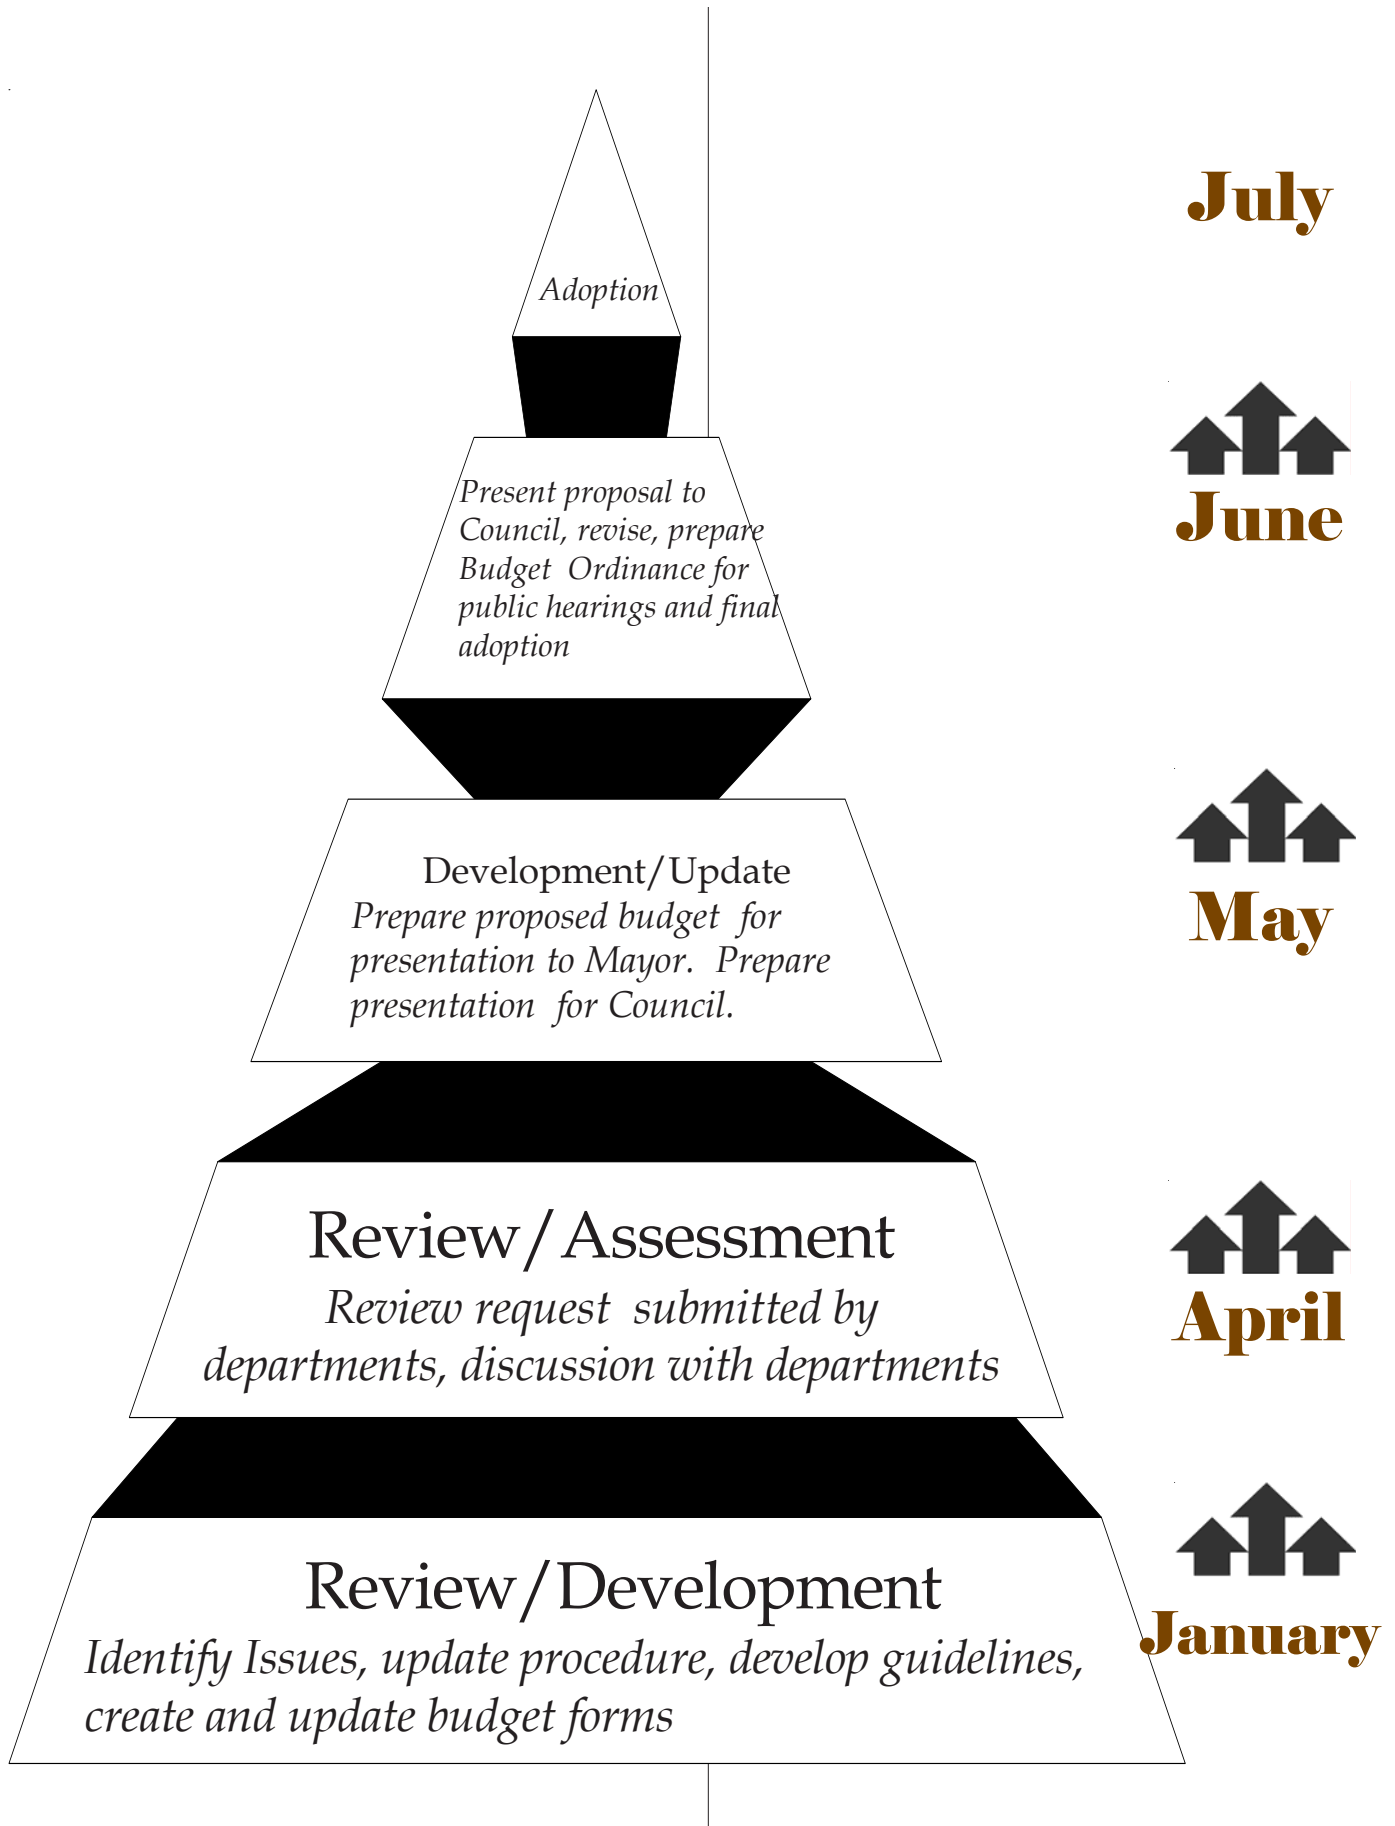 July
Adoption
Present proposal to
Council, revise, prepare
Budget  Ordinance for
public hearings and final
adoption
June
Development/Update
Prepare proposed budget  for
presentation to Mayor.  Prepare
presentation  for Council.
May
Review/Assessment
Review request  submitted by
departments, discussion with departments
April
Review/Development
Identify Issues, update procedure, develop guidelines,
create and update budget forms
January